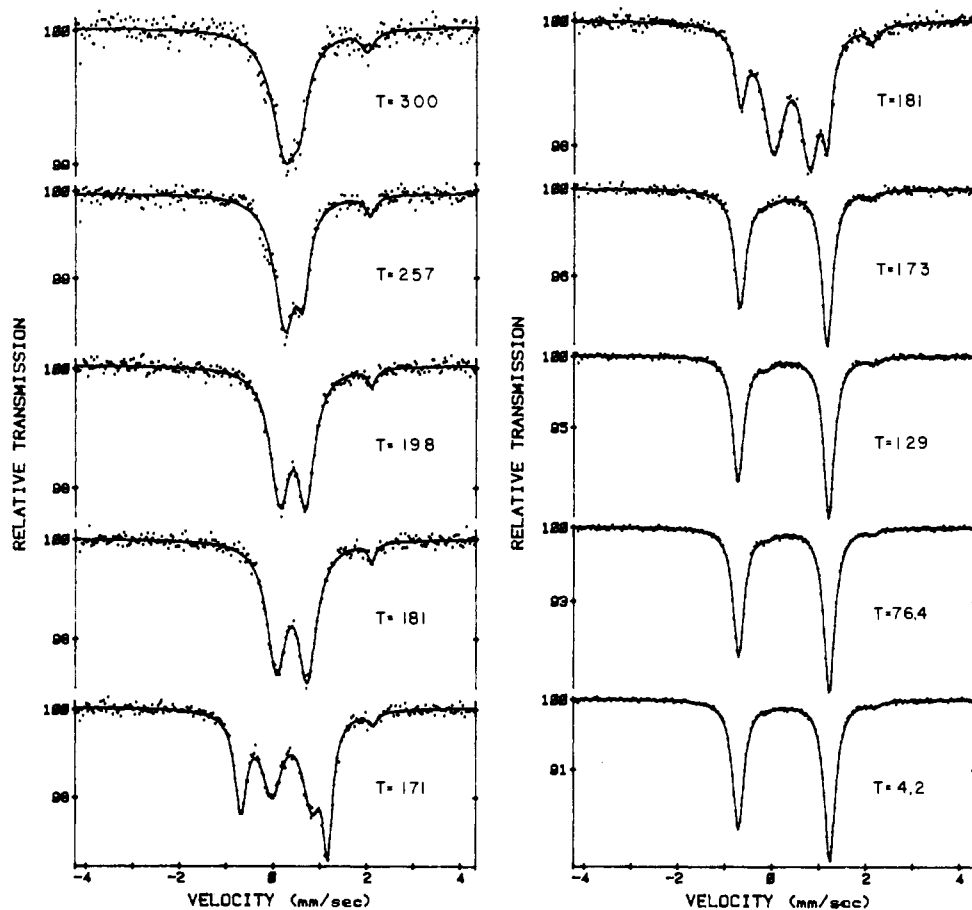 RELATIVE TRANSMISSION
100
99
T= 300
100
99
T= 257
100
98
T= 198
100
98
T= 181
100
98
T= 171
-4
-2
0
2
4
VELOCITY (mm/sec)
RELATIVE TRANSMISSION
100
98
T= 181
100
96
T= 173
100
95
T= 129
100
93
T=76.4
100
91
T=4.2
-4
-2
0
2
4
VELOCITY (mm/sec)